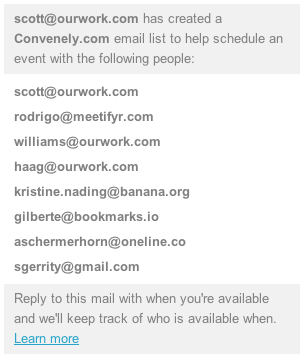 scott@ourwork.com has created a
Convenely.com email list to help schedule an
event with the following people:
scott@ourwork.com
rodrigo@meetifyr.com
williams@ourwork.com
haag@ourwork.com
kristine.nading@banana.org
gilberte@bookmarks.io
aschermerhorn@oneline.co
sgerrity@gmail.com
Reply to this mail with when you're available
and we'll keep track of who is available when.
Learn more